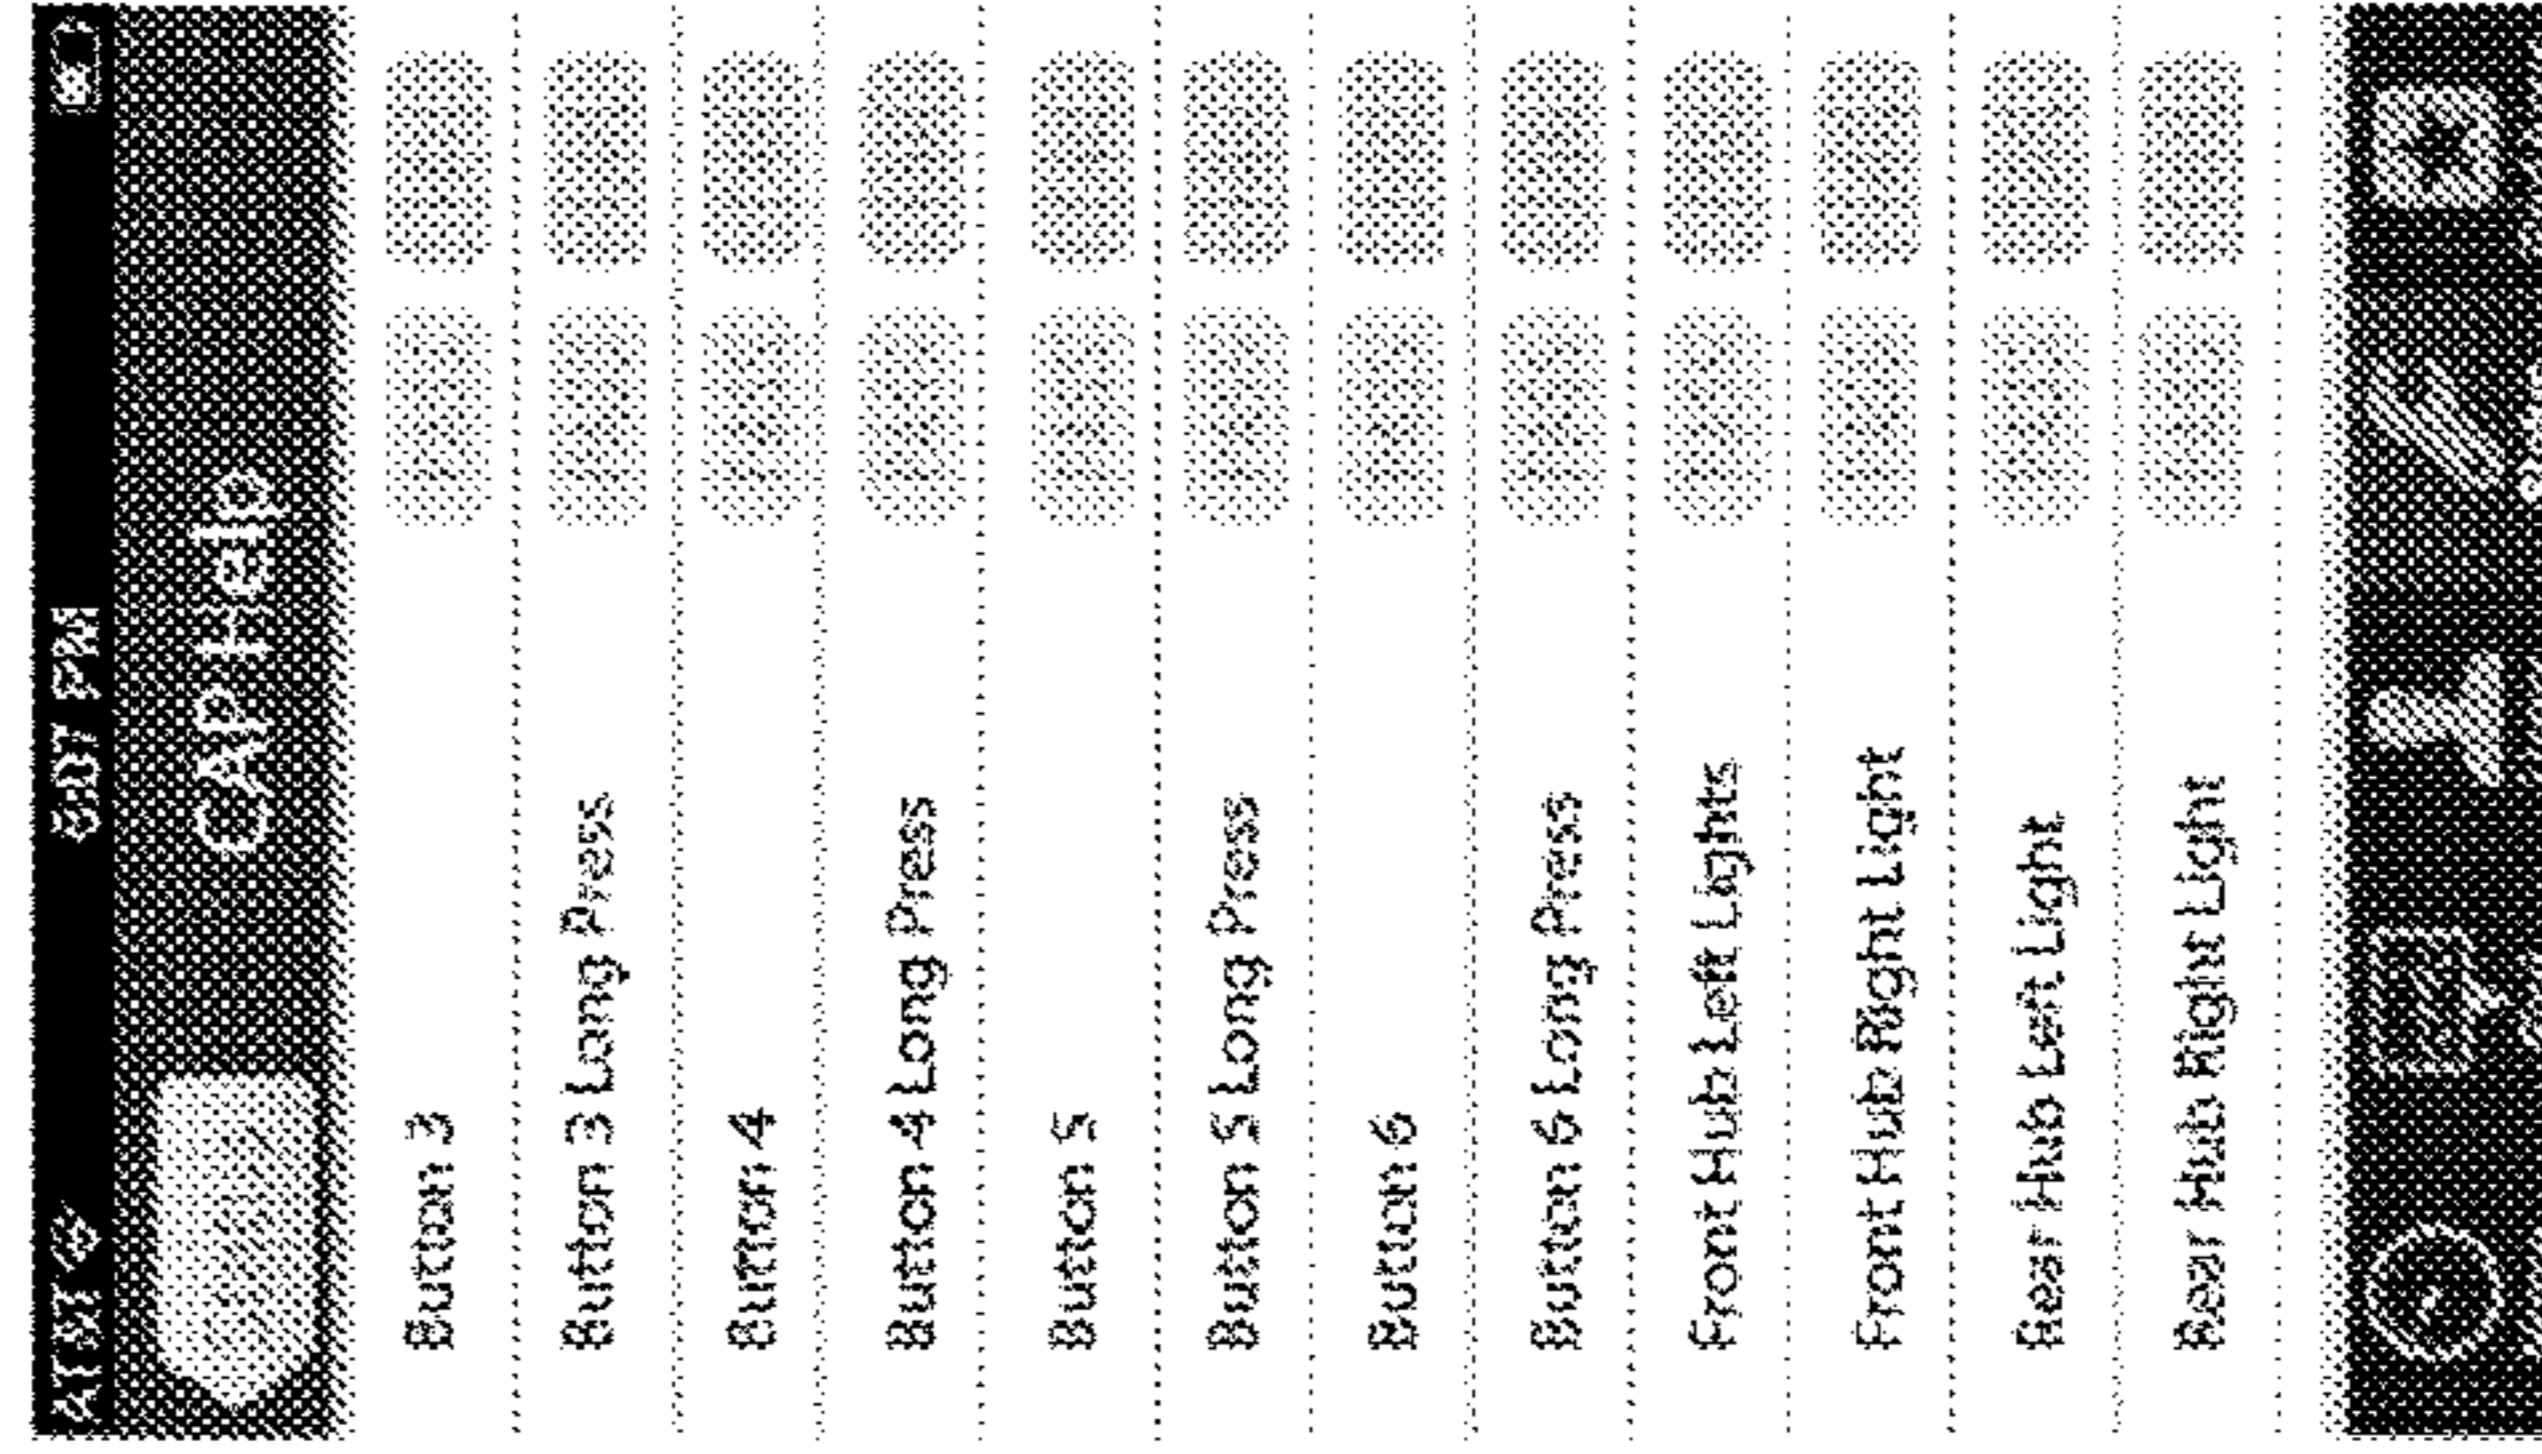 AT&T 8:07 PM
CAP Help
Button 3
Button 3 Long Press
Button 4
Button 4 Long Press
Button 5
Button 5 Long Press
Button 6
Button 6 Long Press
Front Hub Left Lights
Front Hub Right Light
Rear Hub Left Light
Rear Hub Right Light